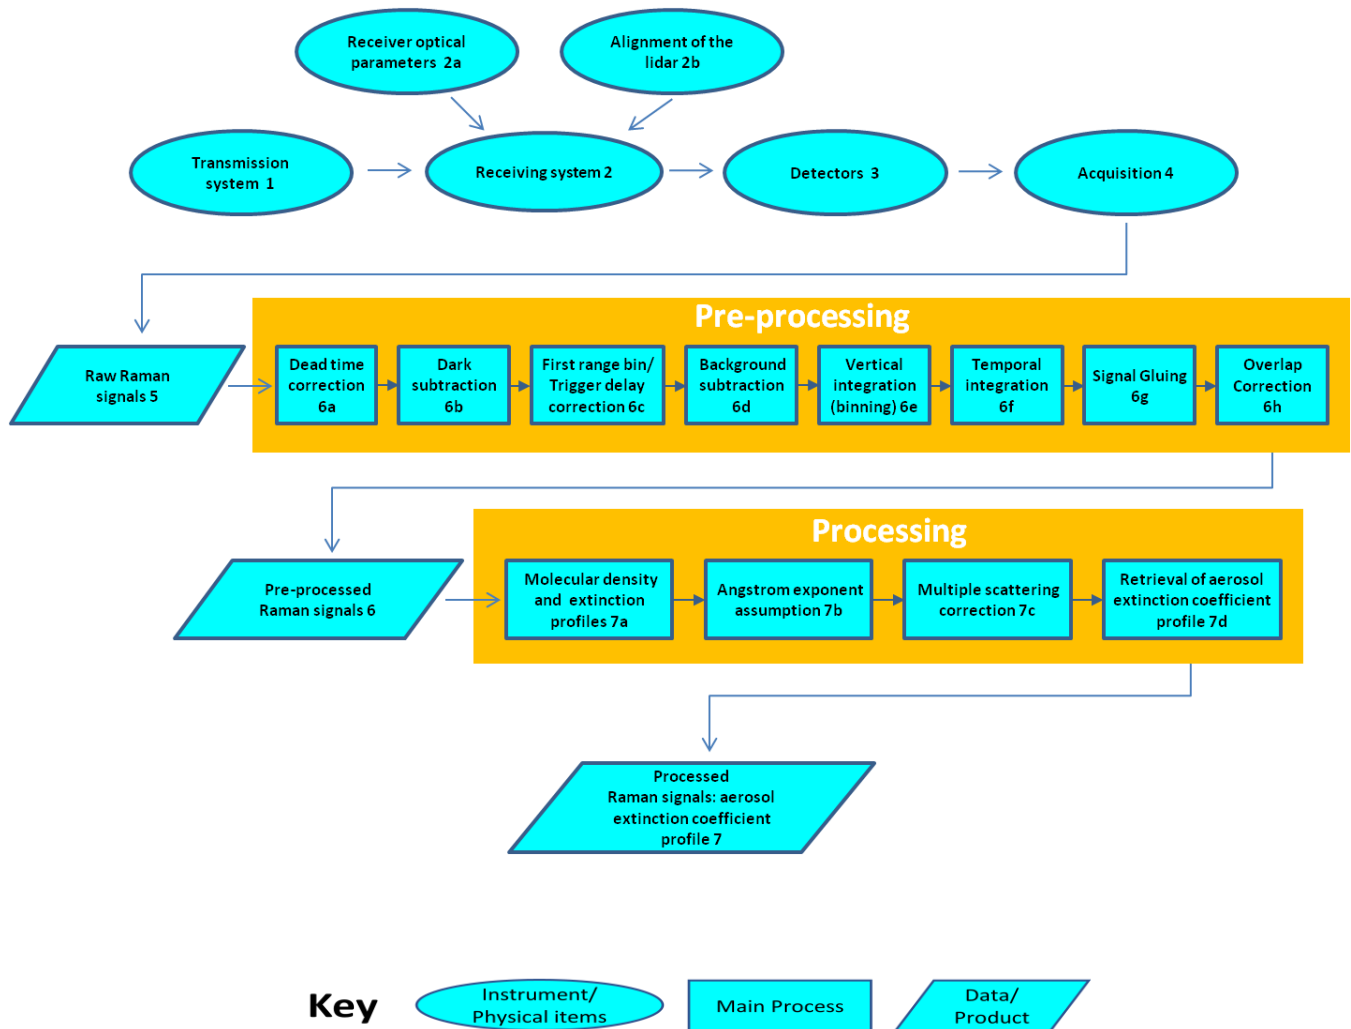 Receiver optical
parameters  2a
Alignment of the
lidar 2b
Transmission
system  1
Receiving system 2
Detectors  3
Acquisition 4
Pre-processing
Raw Raman
signals 5
Dead time
correction
6a
Dark
subtraction
6b
First range bin/
Trigger delay
correction 6c
Background
subtraction
6d
Vertical
integration
(binning) 6e
Temporal
integration
6f
Signal Gluing
6g
Overlap
Correction
6h
Processing
Pre-processed
Raman signals 6
Molecular density
and  extinction
profiles 7a
Angstrom exponent
assumption 7b
Multiple scattering
correction 7c
Retrieval of aerosol
extinction coefficient
profile 7d
Processed
Raman signals: aerosol
extinction coefficient
profile 7
Key
Instrument/
Physical items
Main Process
Data/
Product